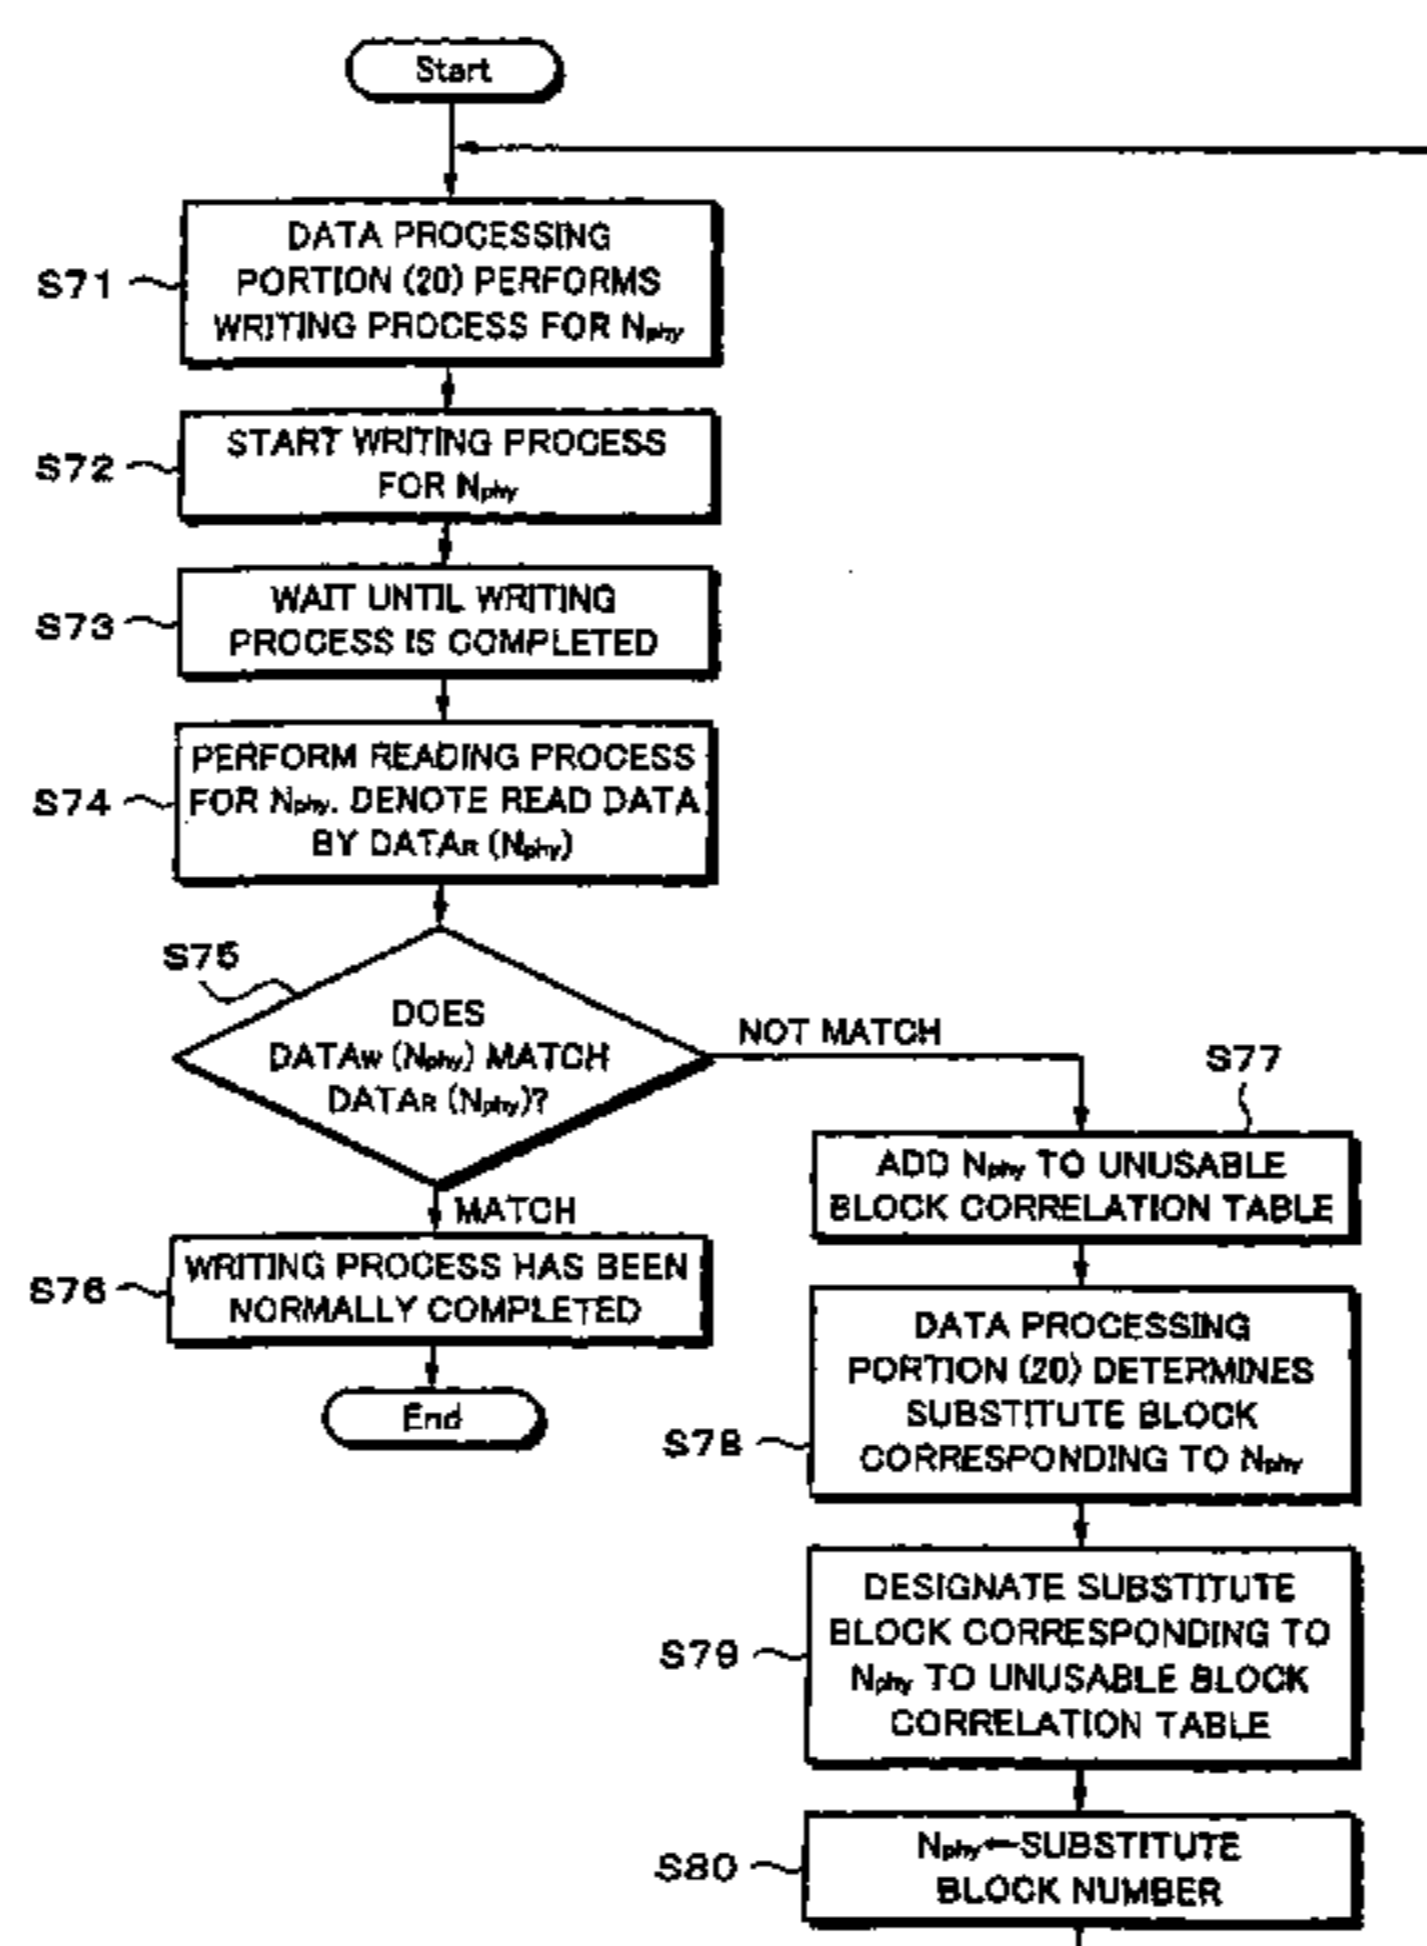 Start
S71
DATA PROCESSING
PORTION (20) PERFORMS
WRITING PROCESS FOR Nphy
S72
START WRITING PROCESS
FOR Nphy
S73
WAIT UNTIL WRITING
PROCESS IS COMPLETED
S74
PERFORM READING PROCESS
FOR Nphy. DENOTE READ DATA
BY DATAR (Nphy)
S75
DOES
DATAW (Nphy) MATCH
DATAR (Nphy)?
NOT MATCH
MATCH
S76
WRITING PROCESS HAS BEEN
NORMALLY COMPLETED
End
S77
ADD Nphy TO UNUSABLE
BLOCK CORRELATION TABLE
S78
DATA PROCESSING
PORTION (20) DETERMINES
SUBSTITUTE BLOCK
CORRESPONDING TO Nphy
S79
DESIGNATE SUBSTITUTE
BLOCK CORRESPONDING TO
Nphy TO UNUSABLE BLOCK
CORRELATION TABLE
S80
Nphy←SUBSTITUTE
BLOCK NUMBER